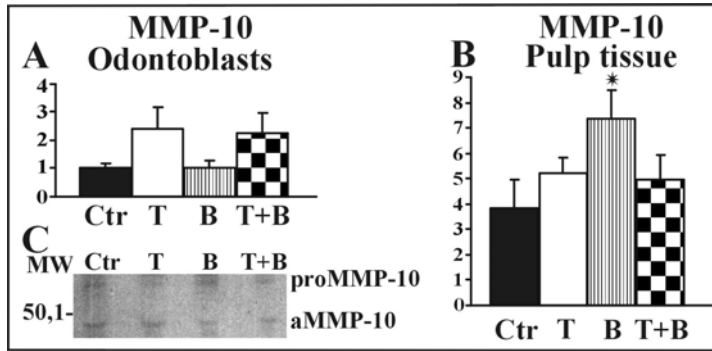 MMP-10
Odontoblasts
A
4
3
2
1
0
Ctr T B T+B
C
MW Ctr T B T+B
proMMP-10
50,1-
aMMP-10
MMP-10
Pulp tissue
B
9
8
7
6
5
4
3
2
1
0
*
Ctr T B T+B